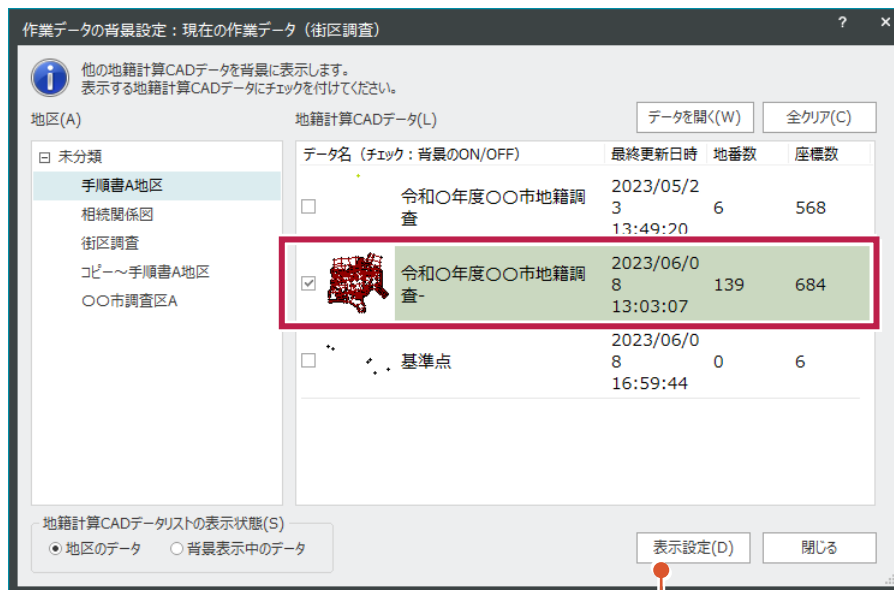 作業データの背景設定：現在の作業データ（街区調査）
? ×
他の地籍計算CADデータを背景に表示します。
表示する地籍計算CADデータにチェックを付けてください。
地区(A)
地籍計算CADデータ(L)
データを開く(W)
全クリア(C)
未分類
手順書A地区
相続関係図
街区調査
コピー～手順書A地区
〇〇市調査区A
データ名（チェック：背景のON/OFF） 最終更新日時 地番数 座標数
令和〇年度〇〇市地籍調
査
2023/05/2
3
13:49:20
6
568
令和〇年度〇〇市地籍調
査-
2023/06/0
8
13:03:07
139
684
基準点
2023/06/0
8
16:59:44
0
6
地籍計算CADデータリストの表示状態(S)
地区のデータ 背景表示中のデータ
表示設定(D)
閉じる